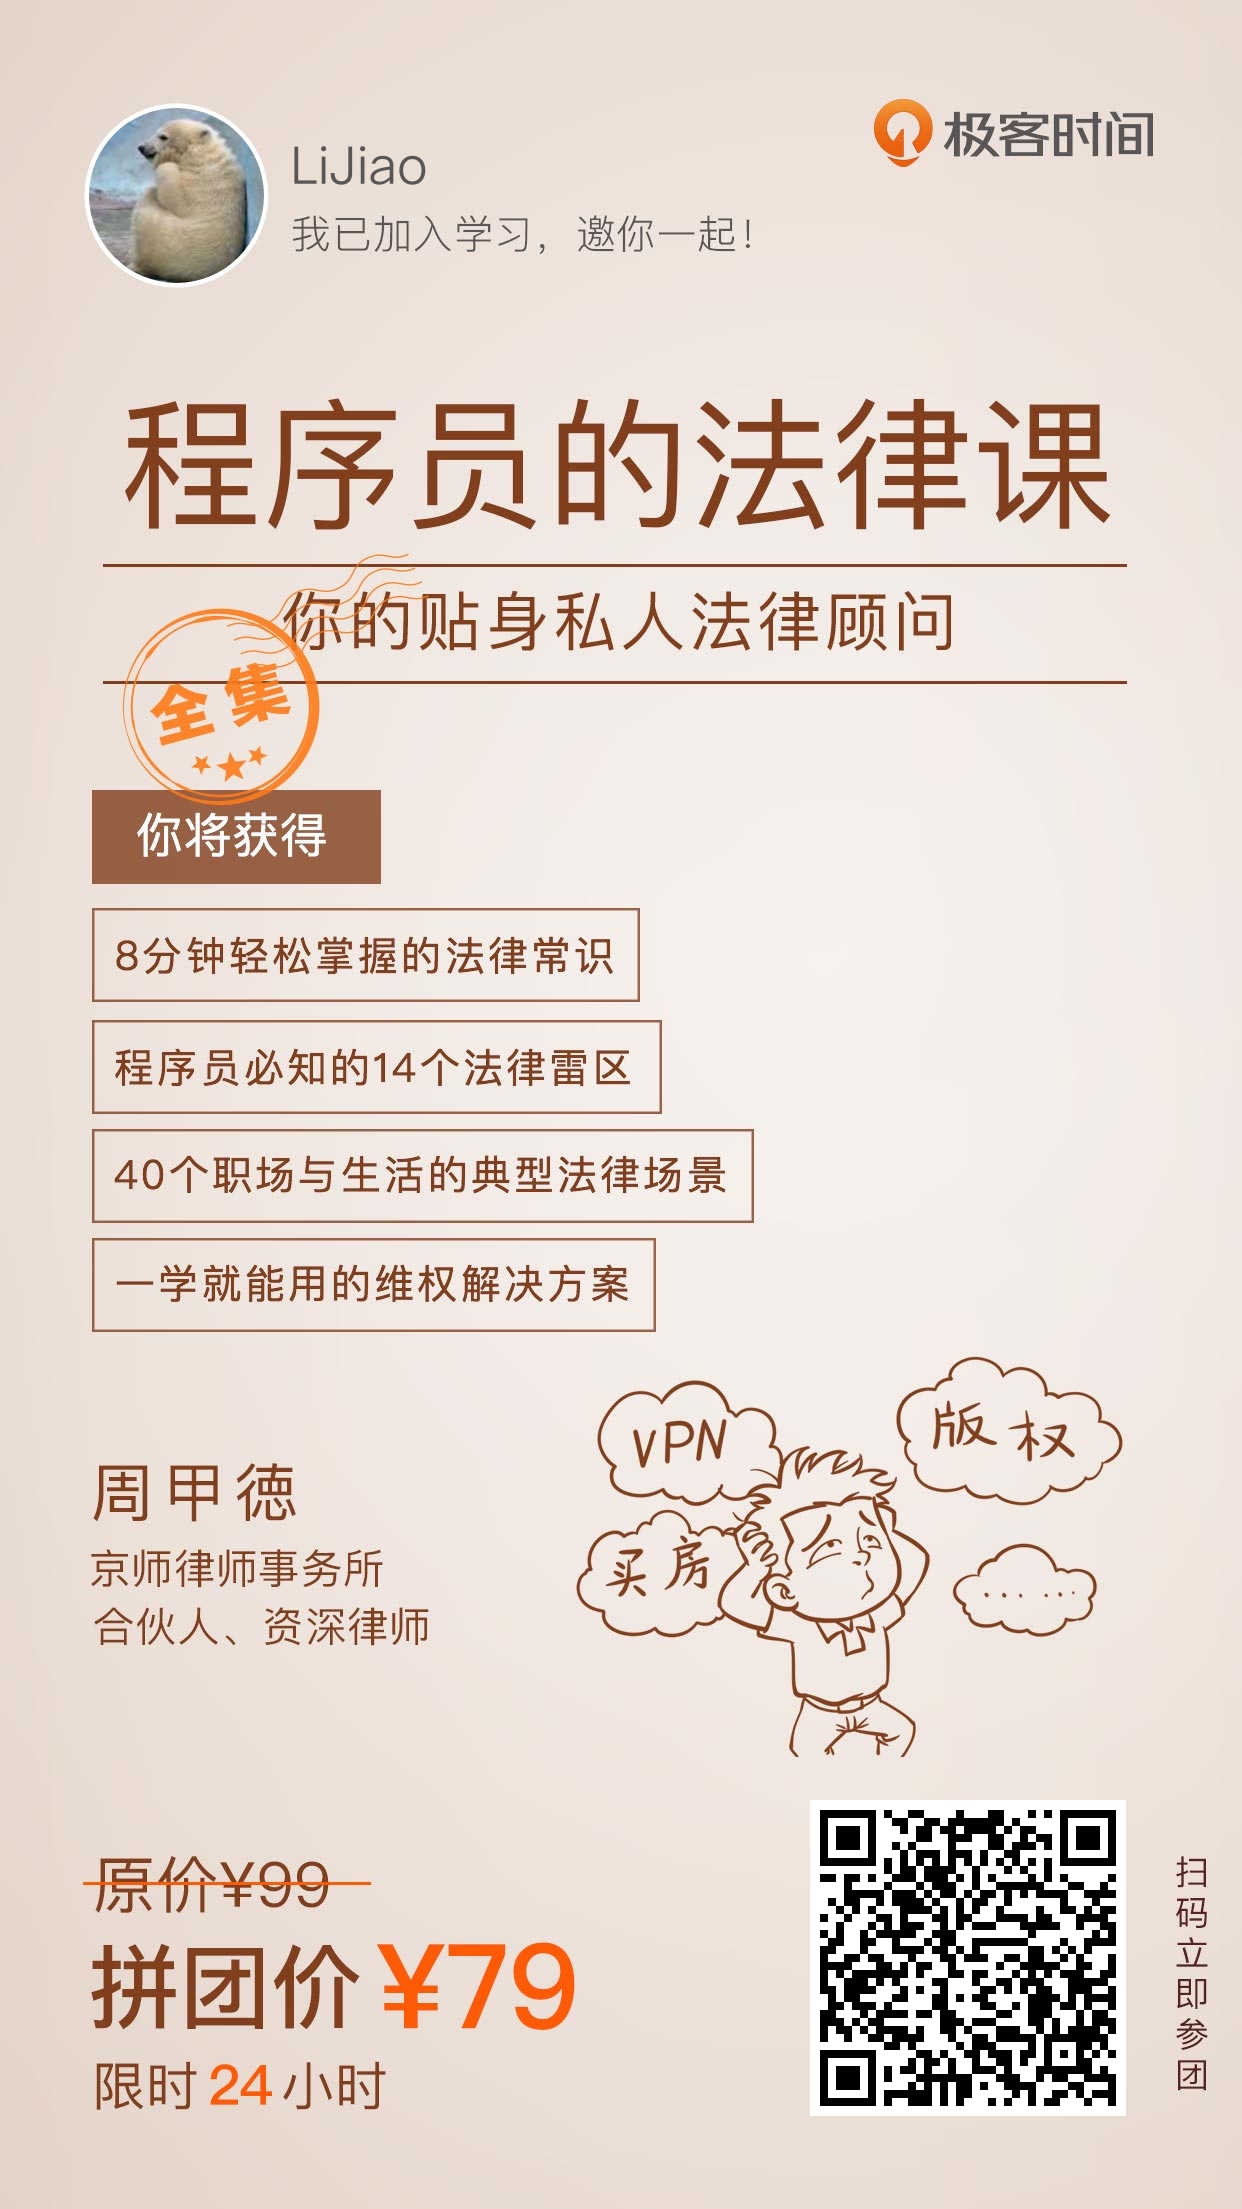 LiJiao
我已加入学习，邀你一起！
极客时间
程序员的法律课
你的贴身私人法律顾问
全集
你将获得
8分钟轻松掌握的法律常识
程序员必知的14个法律雷区
40个职场与生活的典型法律场景
一学就能用的维权解决方案
VPN
版权
买房
... ...
周甲徳
京师律师事务所
合伙人、资深律师
原价¥99
拼团价 ¥79
限时 24 小时
扫码立即参团